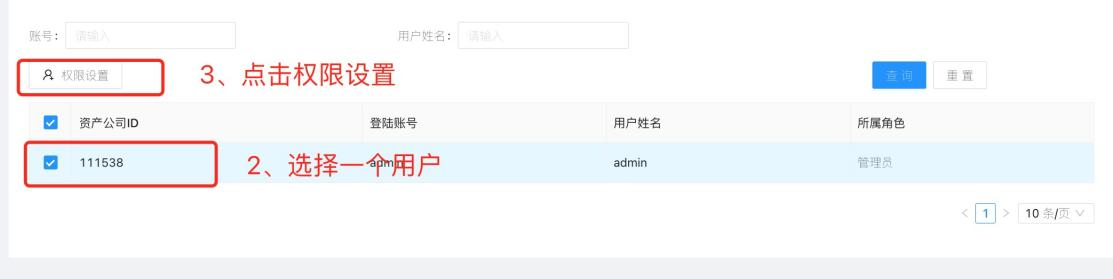 账号： 请输入 用户姓名： 请输入
权限设置 3、点击权限设置 查 询 重 置
资产公司ID 登陆账号 用户姓名 所属角色
111538 2、选择一个用户 admin admin 管理员
< 1 > 10 条/页